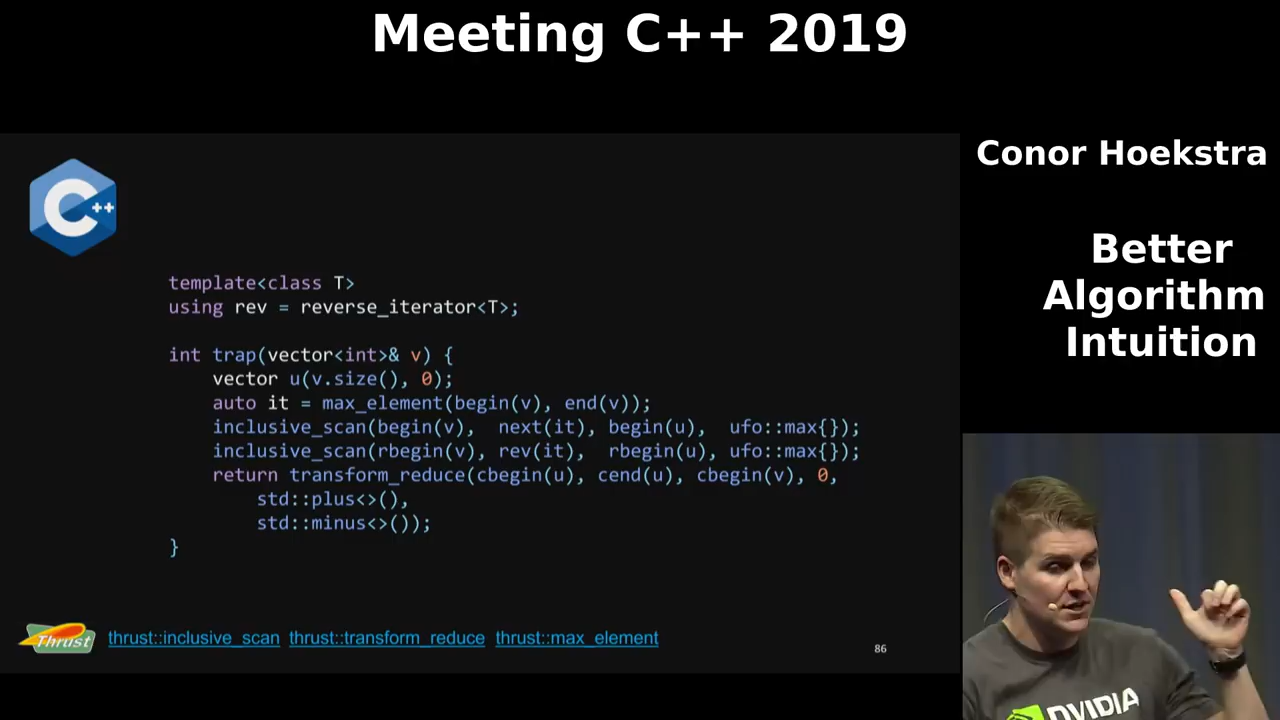 Meeting C++ 2019
Conor Hoekstra
Better
Algorithm
Intuition
C++
template<class T>
using rev = reverse_iterator<T>;
int trap(vector<int>& v) {
    vector u(v.size(), 0);
    auto it = max_element(begin(v), end(v));
    inclusive_scan(begin(v),  next(it), begin(u),  ufo::max{});
    inclusive_scan(rbegin(v), rev(it),  rbegin(u), ufo::max{});
    return transform_reduce(cbegin(u), cend(u), cbegin(v), 0,
        std::plus<>(),
        std::minus<>());
}
Thrust thrust::inclusive_scan thrust::transform_reduce thrust::max_element
86
NVIDIA